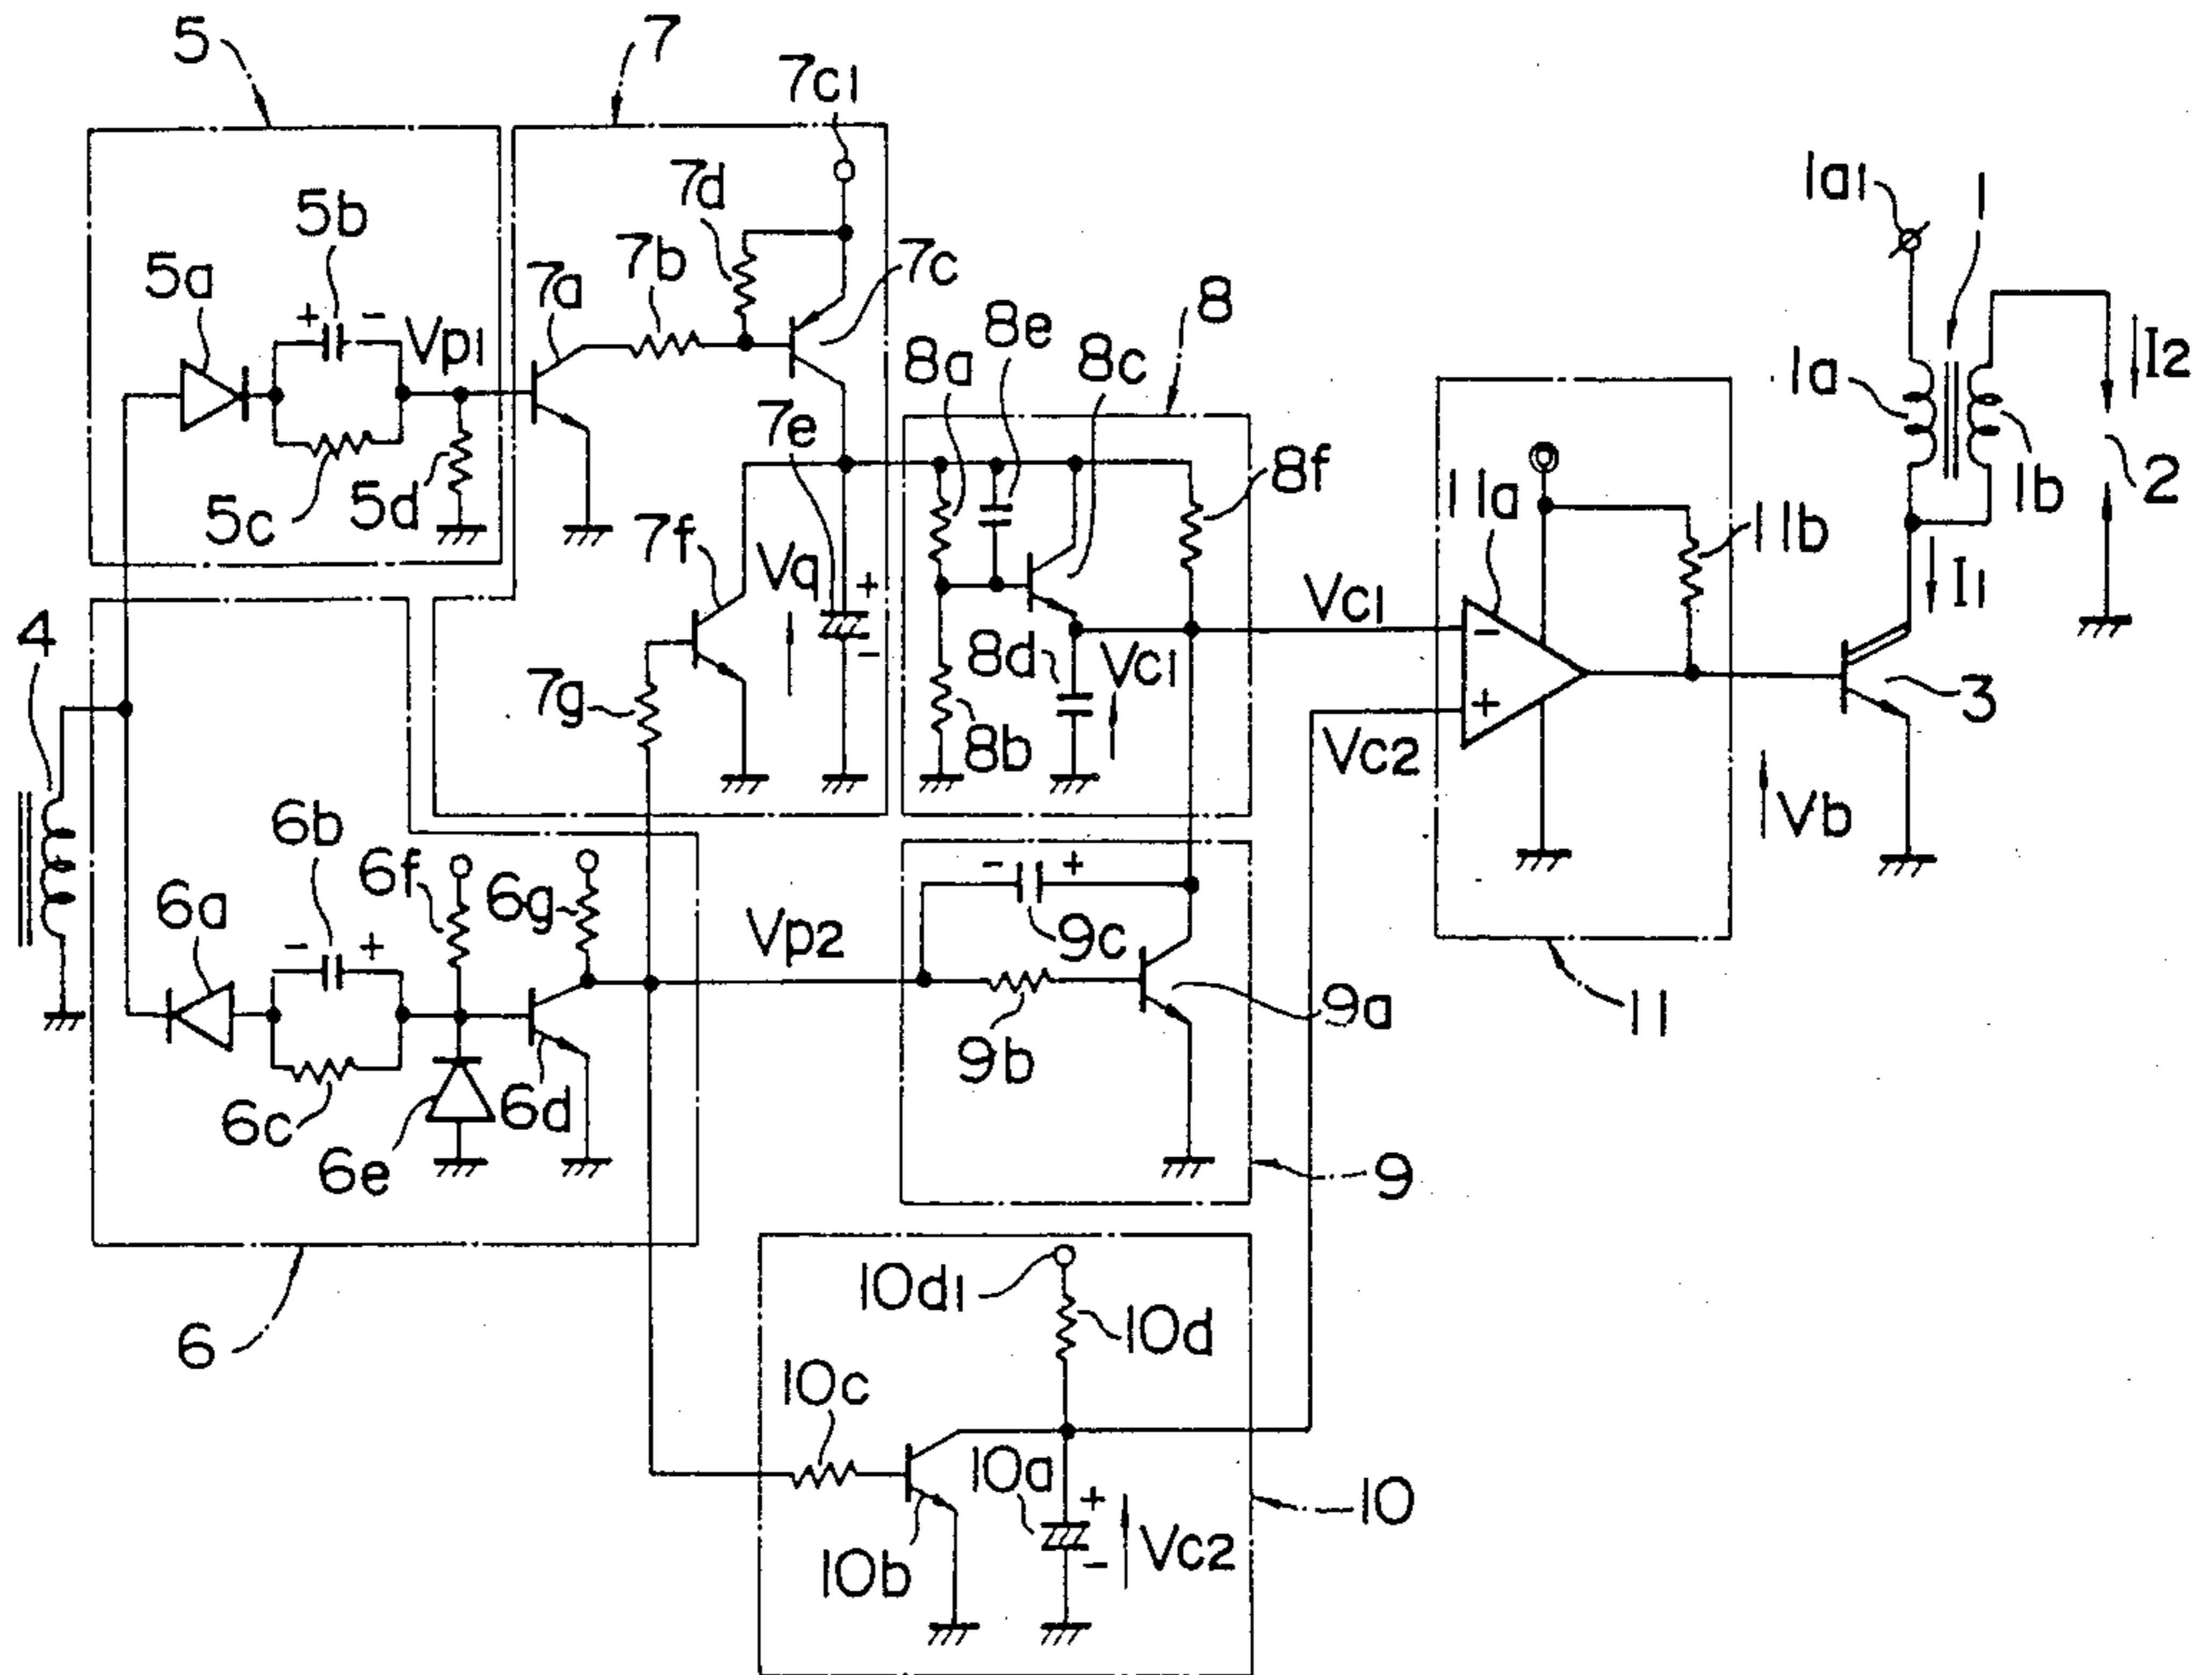 5
7
7c1
7d
1a1
1
5b
7b
7c
5a
7a
8e
8
+ -
Vp1
8a
8c
I2
1a
7e
8f
11a
1b
2
5c
5d
7f
11b
Va
+
Vc1
I1
4
-
8d
Vc1
-
7g
+
3
8b
Vc2
Vb
6b
6f
6g
- +
6a
Vp2
9c
- +
9a
11
9b
6c
6d
6e
9
10d1
10d
6
10c
10a
+
10
Vc2
10b
-